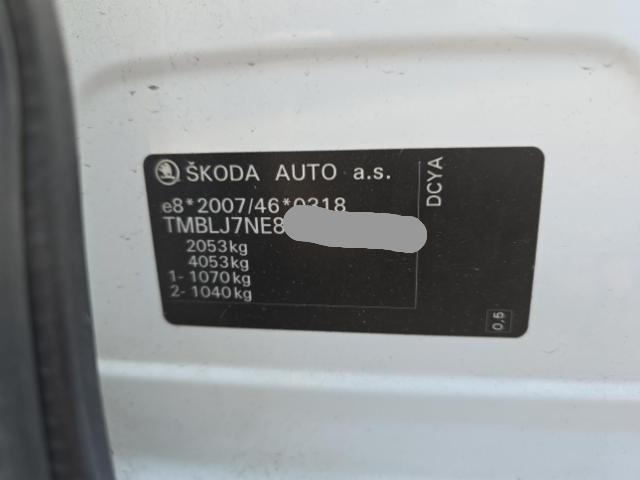 ŠKODA AUTO a.s.
e8*2007/46*0318
TMBLJ7NE8
2053kg
4053kg
1- 1070kg
2- 1040kg
DCYA
0,5